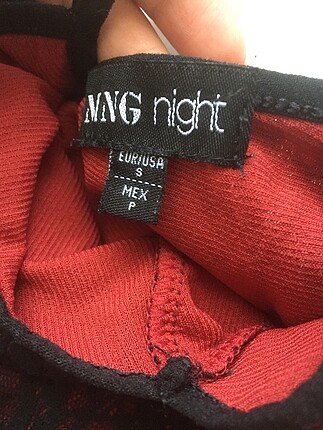 MNG night
EUR/USA
S
MEX
P